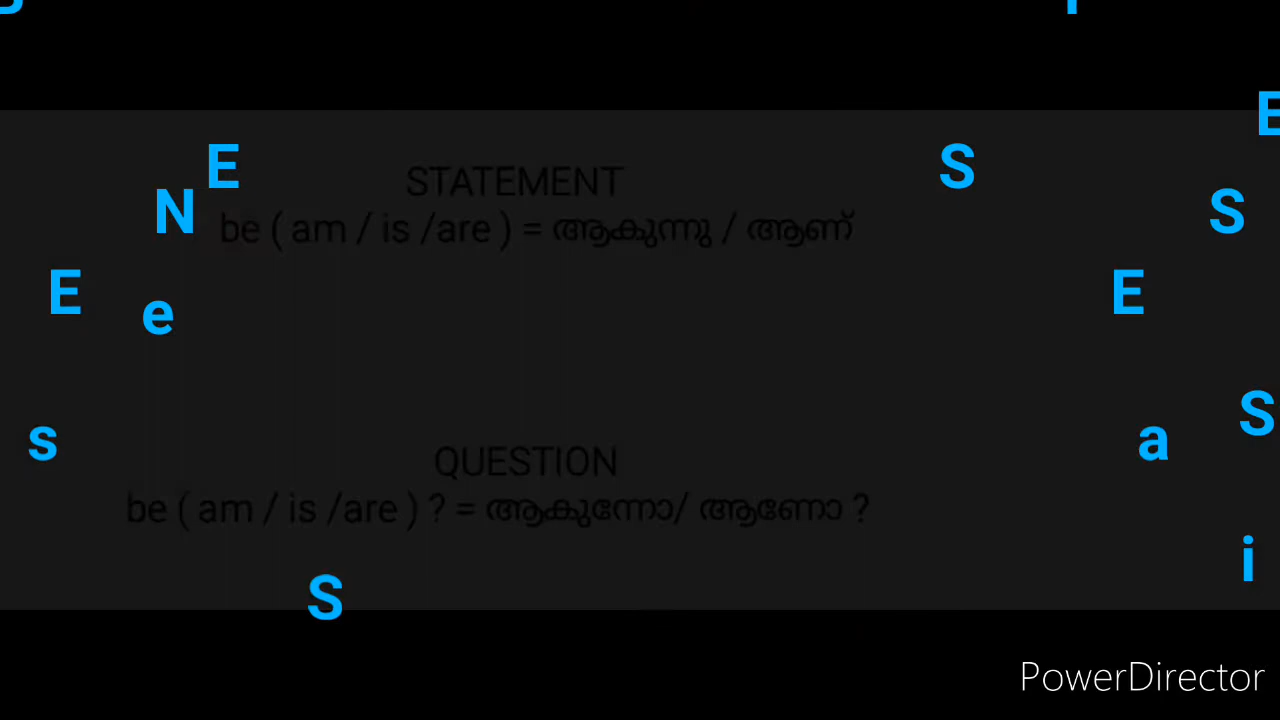 E
N
E
e
s
S
STATEMENT
be ( am / is /are ) = ആകുന്നു / ആണ്
QUESTION
be ( am / is /are ) ? = ആകുന്നോ/ ആണോ ?
S
E
S
E
a
S
i
PowerDirector